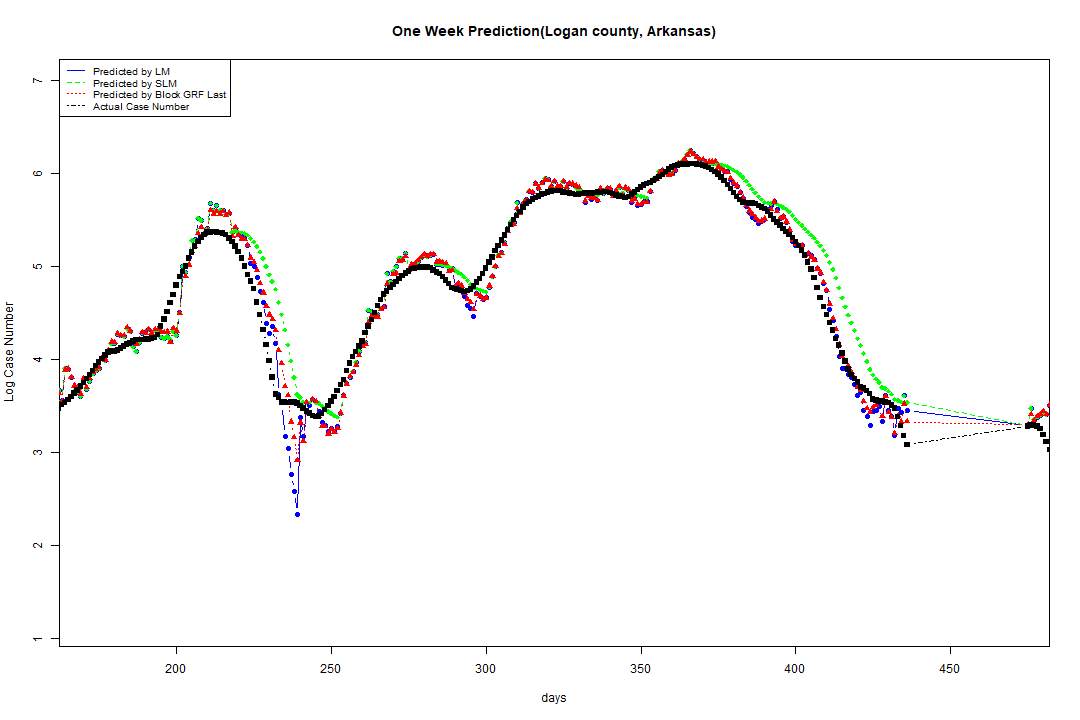 One Week Prediction(Logan county, Arkansas)
Predicted by LM
Predicted by SLM
Predicted by Block GRF Last
Actual Case Number
Log Case Number
7
6
5
4
3
2
1
200 250 300 350 400 450
days